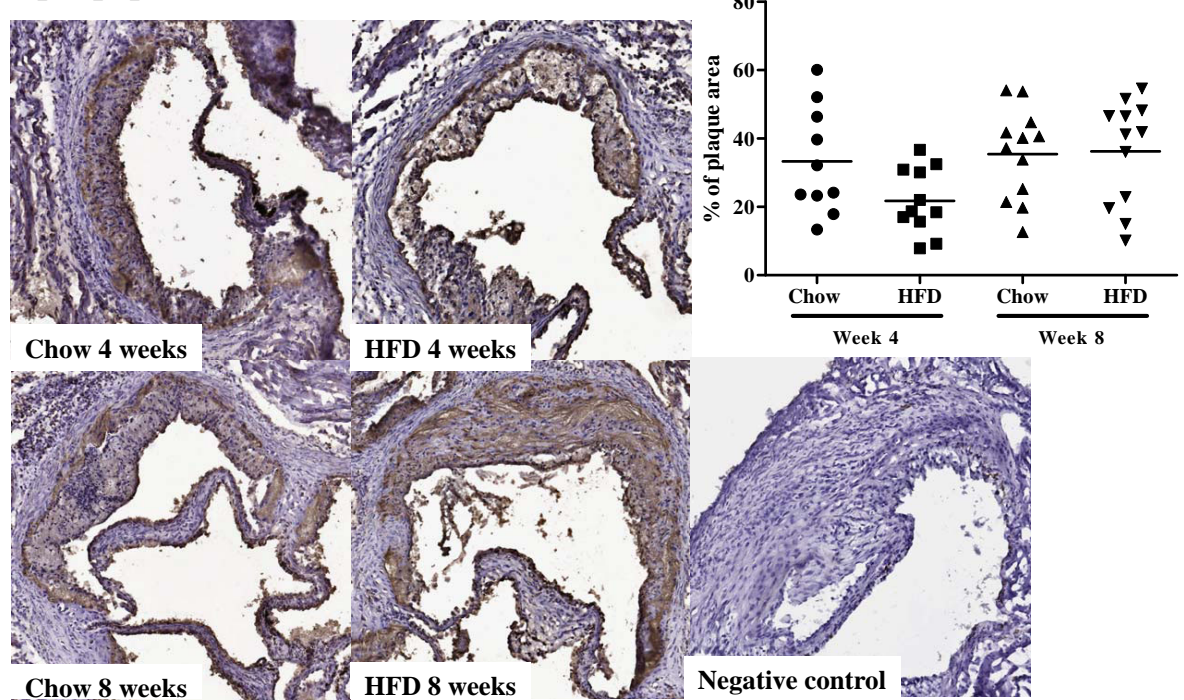 Chow 4 weeks
HFD 4 weeks
80
60
40
20
0
% of plaque area
Chow HFD Chow HFD
Week 4 Week 8
Chow 8 weeks
HFD 8 weeks
Negative control